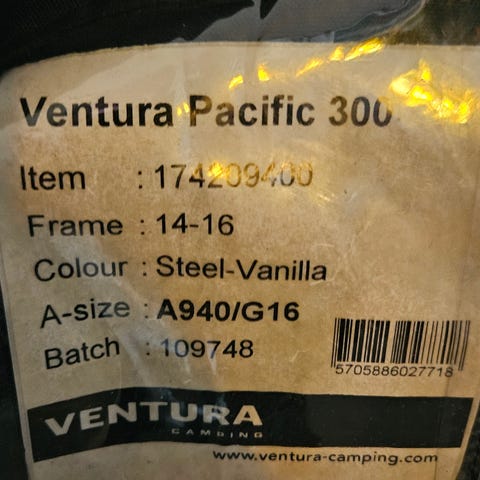 Ventura Pacific 300
Item : 174209400
Frame : 14-16
Colour : Steel-Vanilla
A-size : A940/G16
Batch : 109748
5705886027718
VENTURA
CAMPING
www.ventura-camping.com